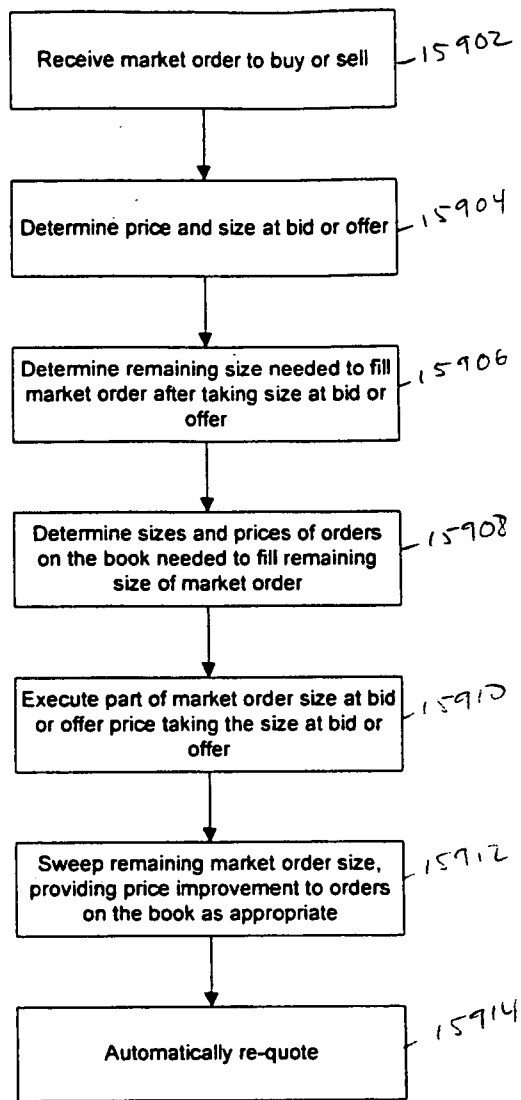 Receive market order to buy or sell
15902
Determine price and size at bid or offer
15904
Determine remaining size needed to fill
market order after taking size at bid or
offer
15906
Determine sizes and prices of orders
on the book needed to fill remaining
size of market order
15908
Execute part of market order size at bid
or offer price taking the size at bid or
offer
15910
Sweep remaining market order size,
providing price improvement to orders
on the book as appropriate
15912
Automatically re-quote
15914